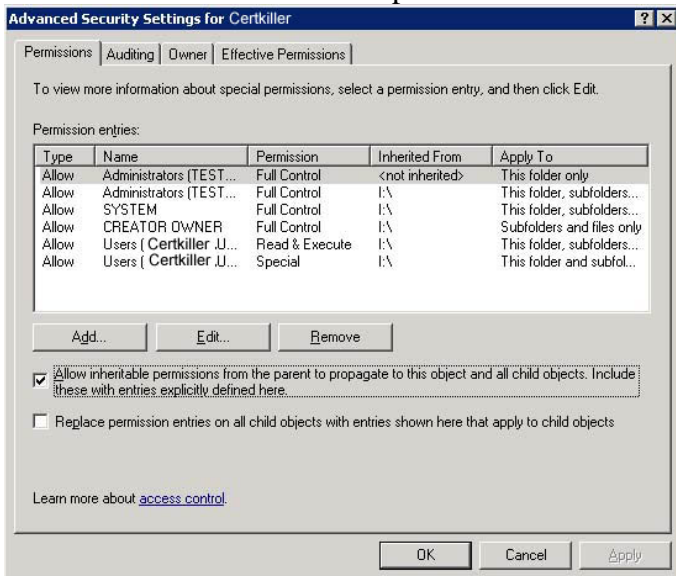 Advanced Security Settings for Certkiller
Permissions Auditing Owner Effective Permissions
To view more information about special permissions, select a permission entry, and then click Edit.
Permission entries:
Type Name Permission Inherited From Apply To
Allow Administrators (TEST... Full Control <not inherited> This folder only
Allow Administrators (TEST... Full Control I:\ This folder, subfolders...
Allow SYSTEM Full Control I:\ This folder, subfolders...
Allow CREATOR OWNER Full Control I:\ Subfolders and files only
Allow Users ( Certkiller .U... Read & Execute I:\ This folder, subfolders...
Allow Users ( Certkiller .U... Special I:\ This folder and subfol...
Add... Edit... Remove
Allow inheritable permissions from the parent to propagate to this object and all child objects. Include
these with entries explicitly defined here.
Replace permission entries on all child objects with entries shown here that apply to child objects
Learn more about access control.
OK Cancel Apply